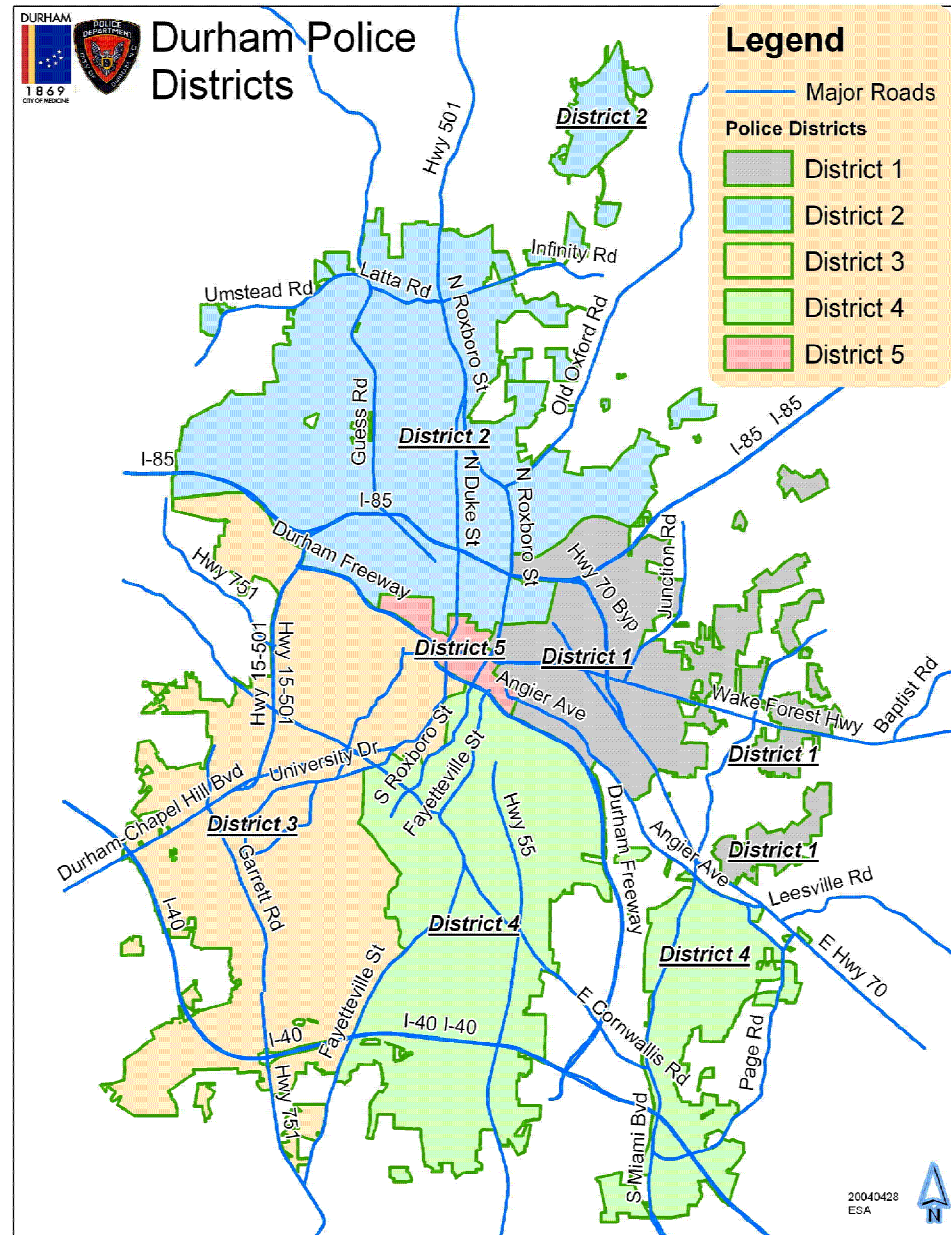 DURHAM
1869
CITY OF MEDICINE
POLICE
DEPARTMENT
Durham Police
Districts
Legend
Major Roads
Police Districts
District 1
District 2
District 3
District 4
District 5
District 2
Hwy 501
Infinity Rd
Latta Rd
Umstead Rd
N Roxboro St
Old Oxford Rd
Guess Rd
District 2
I-85 I-85
I-85
N Duke St
N Roxboro St
I-85
Durham Freeway
Hwy 70 Byp
Junction Rd
Hwy 751
Hwy 15-501
Hwy 15-501
District 5
District 1
Angier Ave
Wake Forest Hwy
Baptist Rd
University Dr
S Roxboro St
Fayetteville St
District 1
Hwy 55
Durham Freeway
Durham-Chapel Hill Blvd
District 3
Garrett Rd
Angier Ave
District 1
Leesville Rd
I-40
District 4
District 4
E Hwy 70
Fayetteville St
E Cornwallis Rd
I-40 I-40
I-40
Page Rd
Hwy 751
S Miami Blvd
20040428
ESA
N